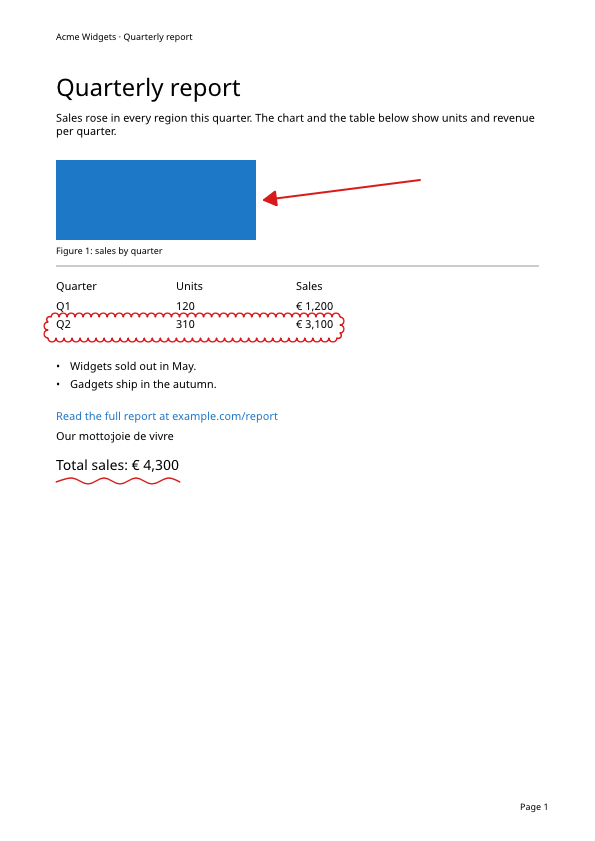 Acme Widgets · Quarterly report
Quarterly report
Sales rose in every region this quarter. The chart and the table below show units and revenue
per quarter.
Figure 1: sales by quarter
Quarter Units Sales
Q1 120 € 1,200
Q2 310 € 3,100
• Widgets sold out in May.
• Gadgets ship in the autumn.
Read the full report at example.com/report
Our motto:joie de vivre
Total sales: € 4,300
Page 1